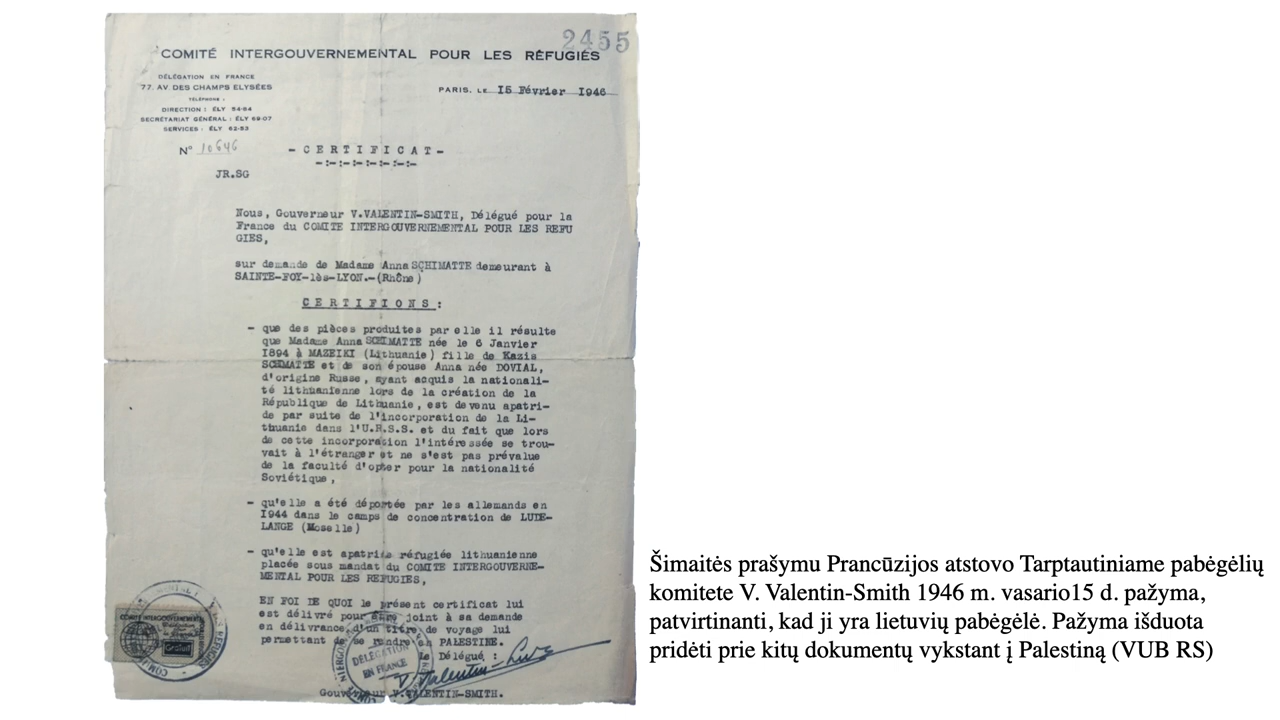 2455
COMITÉ INTERGOUVERNEMENTAL POUR LES RÉFUGIÉS
DÉLÉGATION EN FRANCE
77, AV. DES CHAMPS ELYSÉES
TÉLÉPHONE :
DIRECTION : ÉLY 54-64
SECRÉTARIAT GÉNÉRAL : ÉLY 69-07
SERVICES : ÉLY 62-53
PARIS, LE 15 Février 1946
N° 10646
- C E R T I F I C A T -
-:-:-:-:-:-:-:-
JR.SG
Nous, Gouverneur V.VALENTIN-SMITH, Délégué pour la
France du COMITE INTERGOUVERNEMENTAL POUR LES REFU
GIES,
sur demande de Madame Anna SCHIMATTE demeurant à
SAINTE-FOY-lès-LYON.-(Rhône)
C E R T I F I O N S :
- que des pièces produites par elle il résulte
que Madame Anna SCHIMATTE née le 6 Janvier
1894 à MAZEIKI (Lithuanie) fille de Kazis
SCHMATTE et de son épouse Anna née DOVIAL,
d'origine Russe, ayant acquis la nationali-
té lithuanienne lors de la création de la
République de Lithuanie, est devenu apatri-
de par suite de l'incorporation de la Li-
thuanie dans l'U.R.S.S. et du fait que lors
de cette incorporation l'intéressée se trou-
vait à l'étranger et ne s'est pas prévalue
de la faculté d'opter pour la nationalité
Soviétique,
- qu'elle a été déportée par les allemands en
1944 dans le camps de concentration de LUDE-
LANGE (Moselle)
- qu'elle est apatride réfugiée lithuanienne
placée sous mandat du COMITE INTERGOUVERNE-
MENTAL POUR LES REFUGIES,
EN FOI DE QUOI le présent certificat lui
est délivré pour être joint à sa demande
en délivrance d'un titre de voyage lui
permettant de se rendre en PALESTINE.
Le Délégué :
V. Valentin-Smith
Gouverneur V.VALENTIN-SMITH.
COMITÉ INTERGOUVERNEMENTAL
DÉLÉGATION
EN FRANCE
Šimaitės prašymu Prancūzijos atstovo Tarptautiniame pabėgėlių
komitete V. Valentin-Smith 1946 m. vasario15 d. pažyma,
patvirtinanti, kad ji yra lietuvių pabėgėlė. Pažyma išduota
pridėti prie kitų dokumentų vykstant į Palestiną (VUB RS)